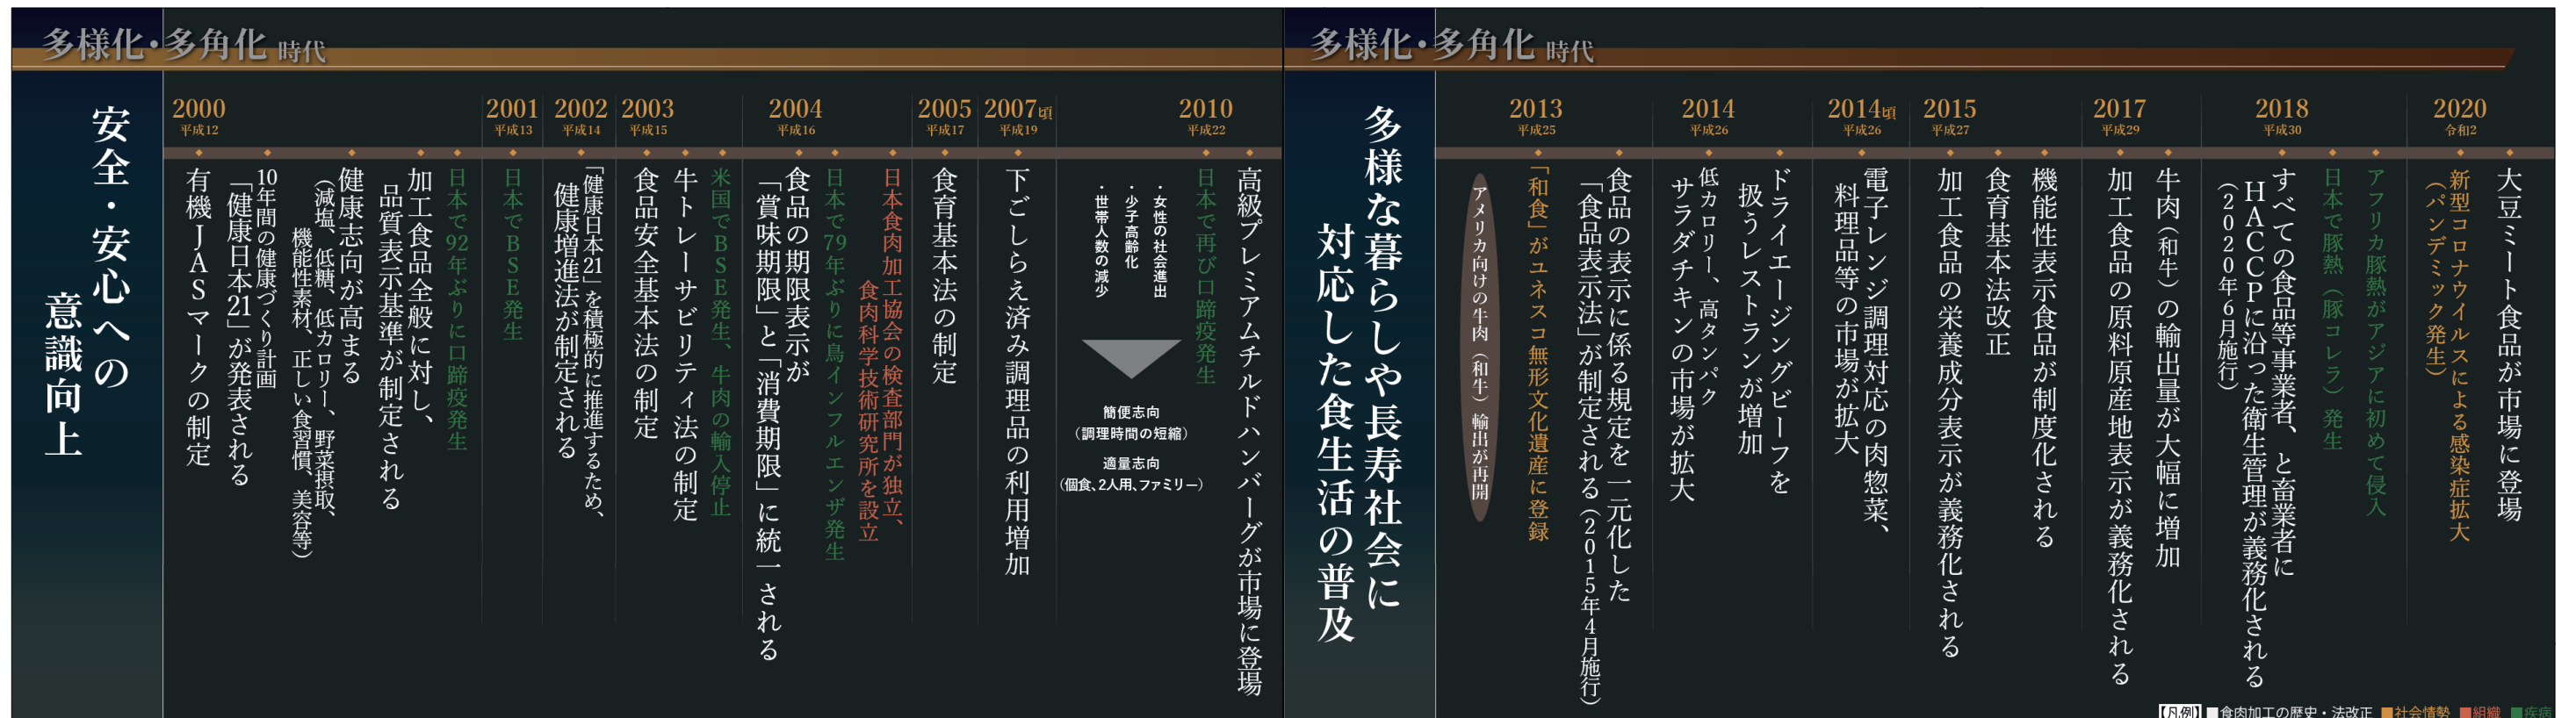 多様化・多角化 時代
安全・安心への
意識向上
2000
平成12
有機JASマークの制定
10年間の健康づくり計画
「健康日本21」が発表される
健康志向が高まる
(減塩、低糖、低カロリー、野菜摂取、
機能性素材、正しい食習慣、美容等)
加工食品全般に対し、
品質表示基準が制定される
日本で92年ぶりに口蹄疫発生
2001
平成13
日本でBSE発生
2002
平成14
「健康日本21」を積極的に推進するため、
健康増進法が制定される
2003
平成15
食品安全基本法の制定
牛トレーサビリティ法の制定
米国でBSE発生、牛肉の輸入停止
2004
平成16
食品の期限表示が
「賞味期限」と「消費期限」に統一される
日本で79年ぶりに鳥インフルエンザ発生
日本食肉加工協会の検査部門が独立、
食肉科学技術研究所を設立
2005
平成17
食育基本法の制定
2007頃
平成19
下ごしらえ済み調理品の利用増加
・女性の社会進出
・少子高齢化
・世帯人数の減少
簡便志向
(調理時間の短縮)
適量志向
(個食、2人用、ファミリー)
2010
平成22
日本で再び口蹄疫発生
高級プレミアムチルドハンバーグが市場に登場
多様化・多角化 時代
多様な暮らしや長寿社会に
対応した食生活の普及
アメリカ向けの牛肉(和牛)輸出が再開
2013
平成25
「和食」がユネスコ無形文化遺産に登録
食品の表示に係る規定を一元化した
「食品表示法」が制定される(2015年4月施行)
2014
平成26
低カロリー、高タンパク
サラダチキンの市場が拡大
ドライエージングビーフを
扱うレストランが増加
2014頃
平成26
電子レンジ調理対応の肉惣菜、
料理品等の市場が拡大
2015
平成27
加工食品の栄養成分表示が義務化される
食育基本法改正
機能性表示食品が制度化される
2017
平成29
加工食品の原料原産地表示が義務化される
牛肉(和牛)の輸出量が大幅に増加
2018
平成30
すべての食品等事業者、と畜業者に
HACCPに沿った衛生管理が義務化される
(2020年6月施行)
日本で豚熱(豚コレラ)発生
アフリカ豚熱がアジアに初めて侵入
2020
令和2
新型コロナウイルスによる感染症拡大
(パンデミック発生)
大豆ミート食品が市場に登場
【凡例】■食肉加工の歴史・法改正 ■社会情勢 ■組織 ■疾病